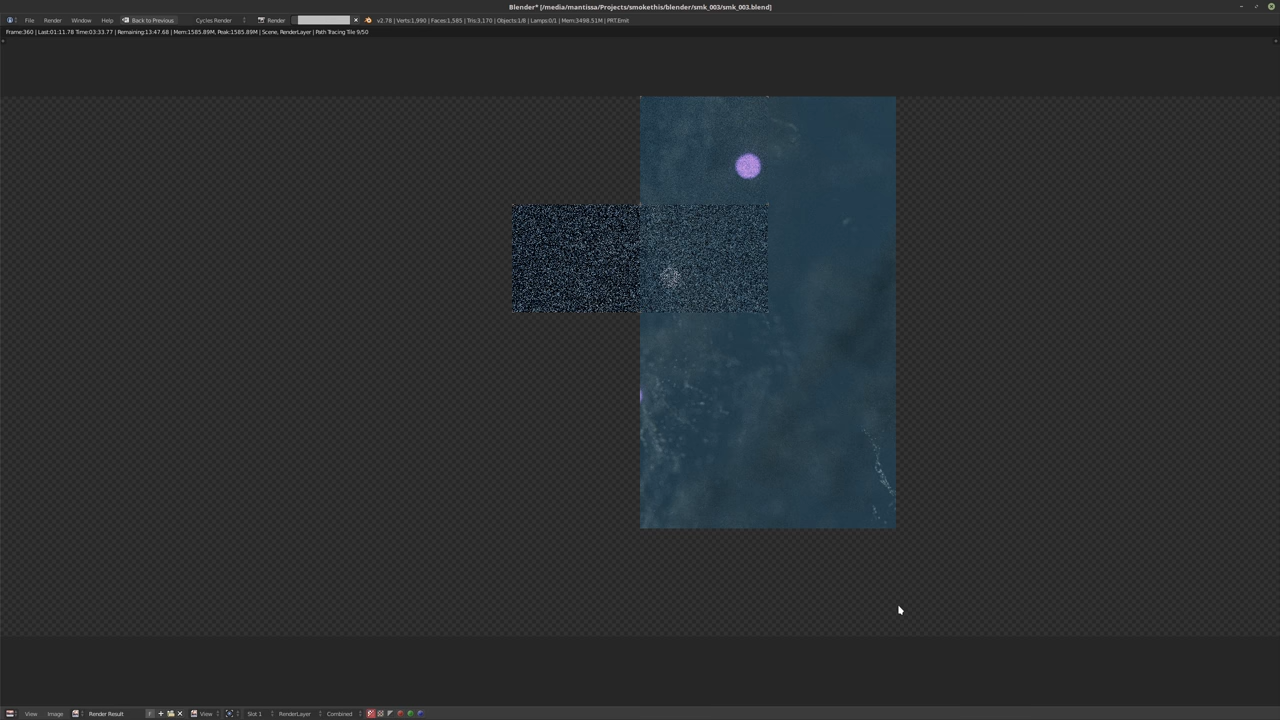 Blender* [/media/mantissa/Projects/smokethis/blender/smk_003/smk_003.blend]
File Render Window Help Back to Previous Cycles Render Render v2.78 | Verts:1,990 | Faces:1,585 | Tris:3,170 | Objects:1/8 | Lamps:0/1 | Mem:3498.51M | PRT.Emit
Frame:360 | Last:01:11.78 Time:03:33.77 | Remaining:13:47.68 | Mem:1585.89M, Peak:1585.89M | Scene, RenderLayer | Path Tracing Tile 9/50
View Image Render Result F View Slot 1 RenderLayer Combined